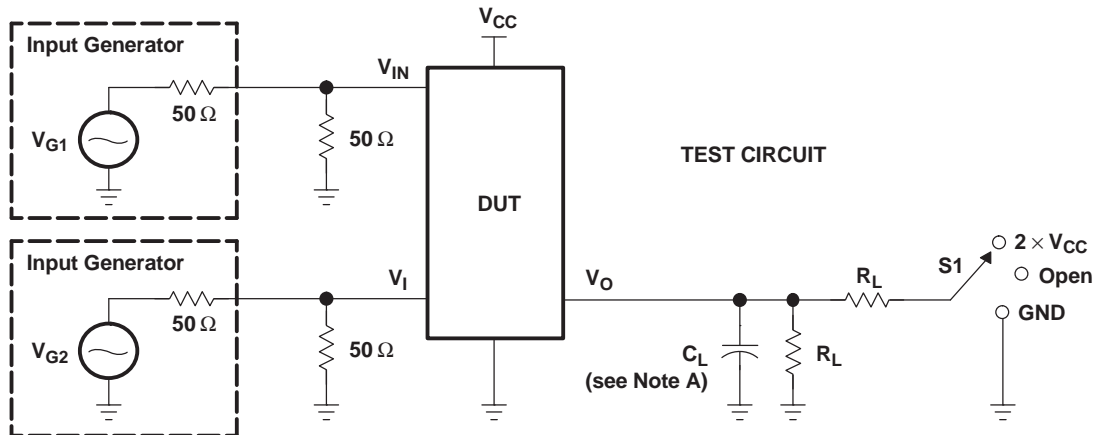 V_CC
Input Generator
V_IN
50 Ω
V_G1
50 Ω
TEST CIRCUIT
DUT
Input Generator
V_I
V_O
50 Ω
V_G2
50 Ω
C_L
(see Note A)
R_L
R_L
S1
2 × V_CC
Open
GND